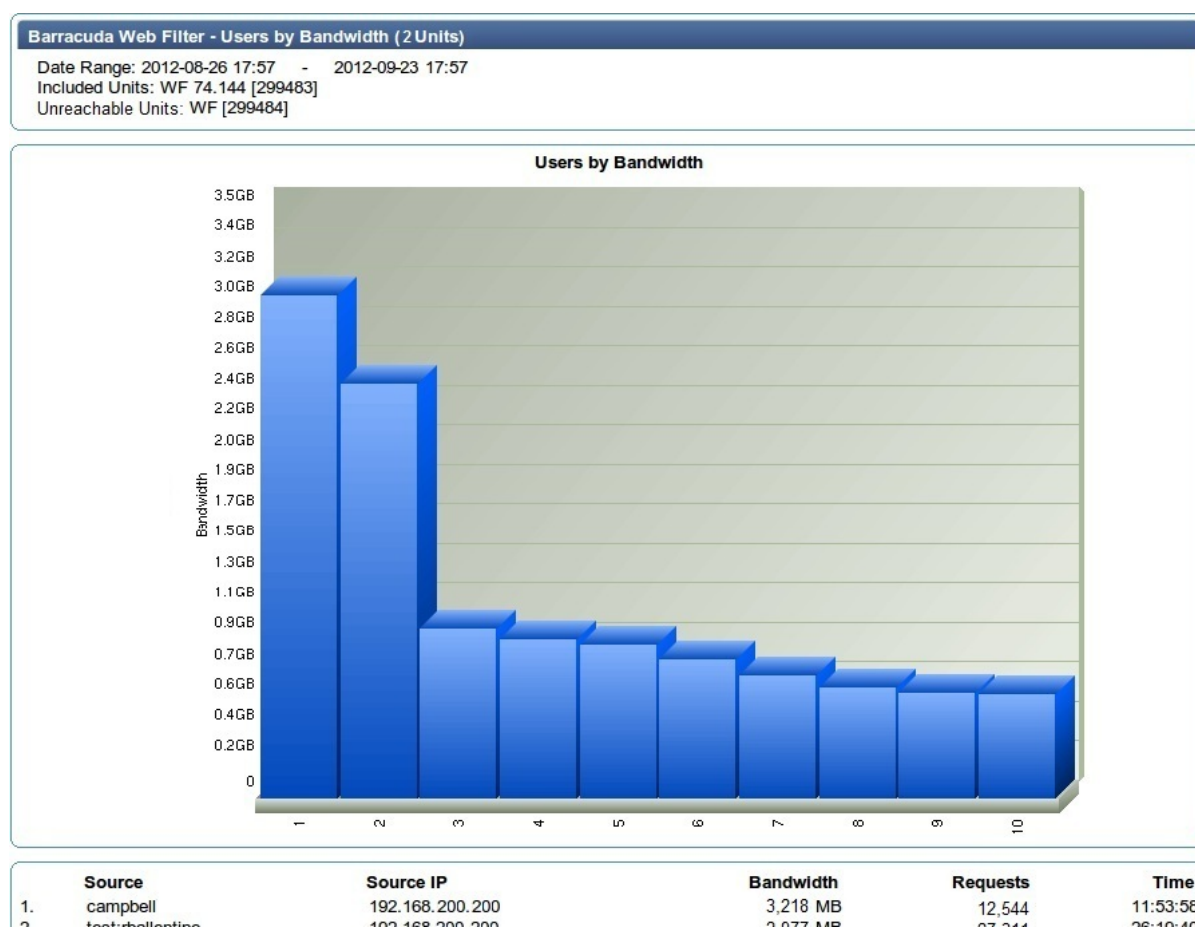 Barracuda Web Filter - Users by Bandwidth (2 Units)
Date Range: 2012-08-26 17:57 - 2012-09-23 17:57
Included Units: WF 74.144 [299483]
Unreachable Units: WF [299484]
Users by Bandwidth
3.5GB
3.4GB
3.2GB
3.0GB
2.8GB
2.6GB
2.4GB
2.2GB
2.0GB
1.9GB
1.7GB
1.5GB
1.3GB
1.1GB
0.9GB
0.7GB
0.6GB
0.4GB
0.2GB
0
Bandwidth
1 2 3 4 5 6 7 8 9 10
Source Source IP Bandwidth Requests Time
1. campbell 192.168.200.200 3,218 MB 12,544 11:53:56